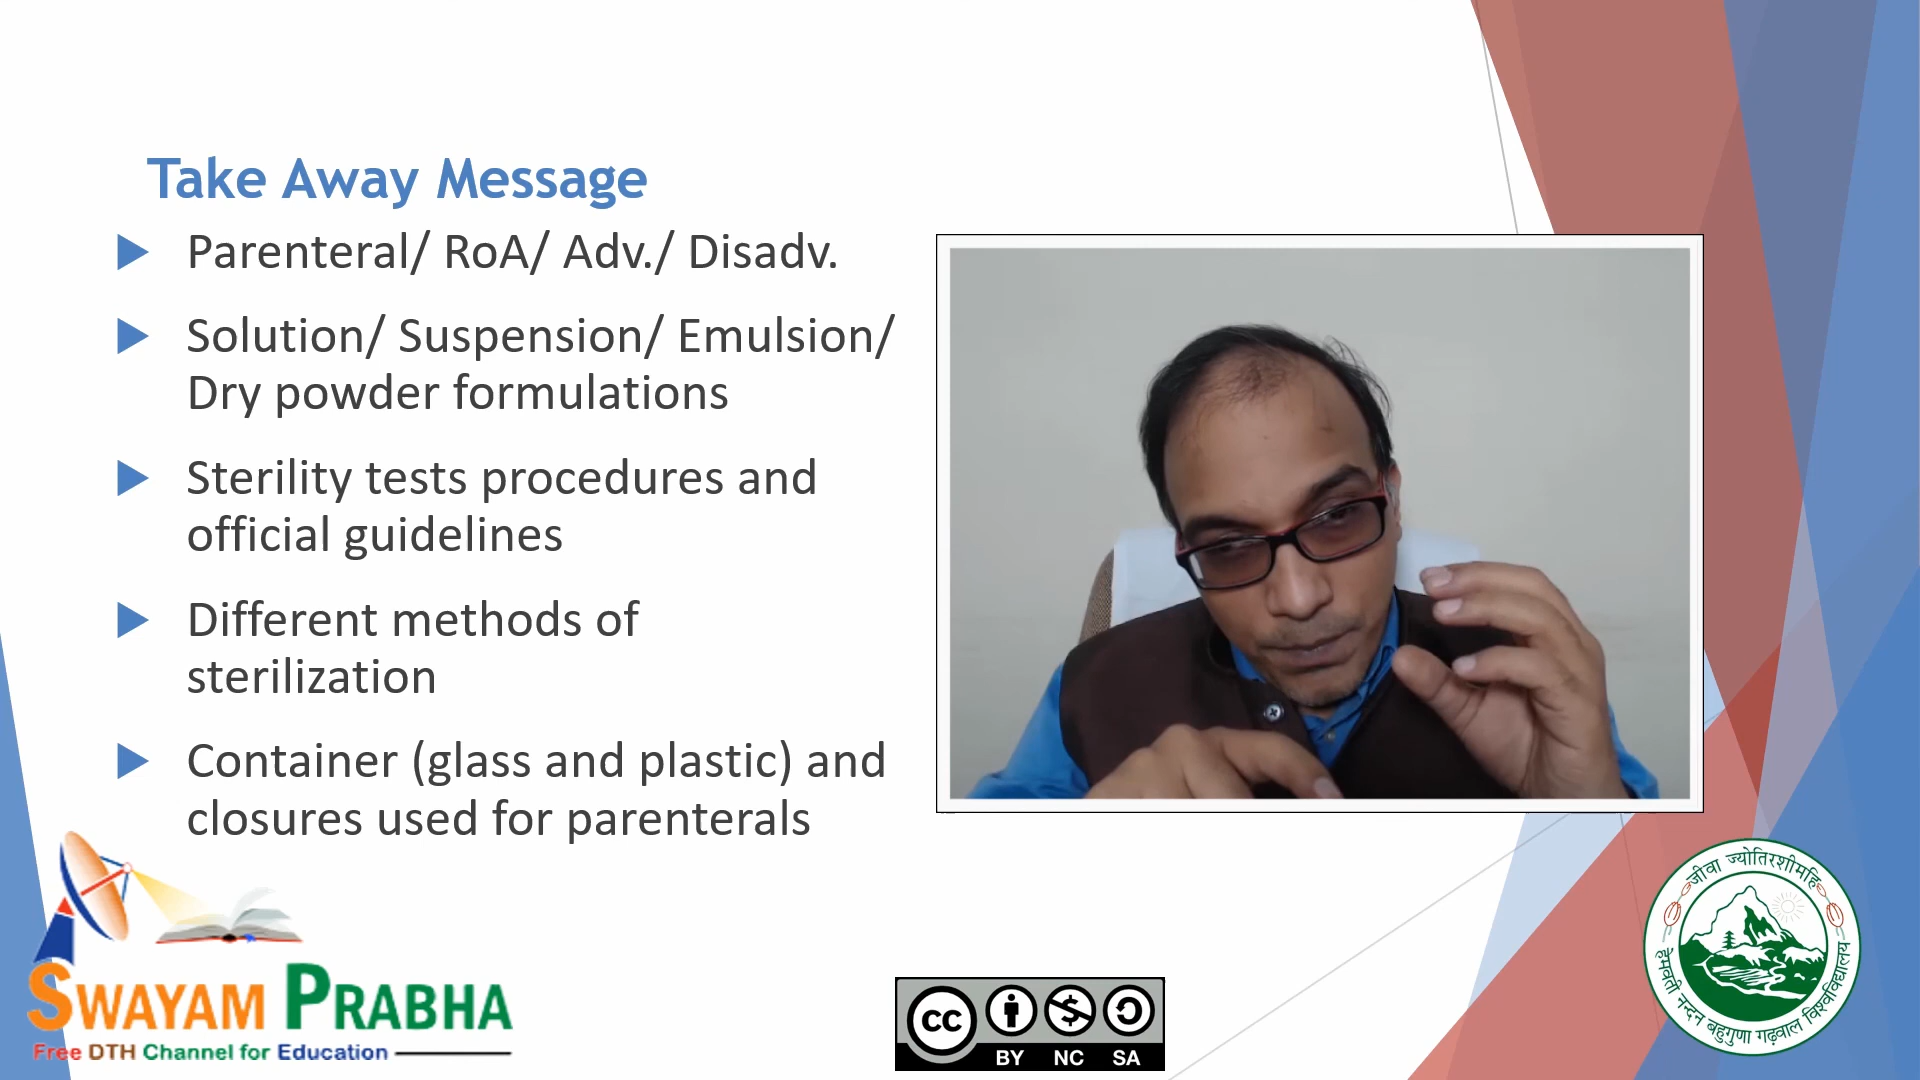 Take Away Message
Parenteral/ RoA/ Adv./ Disadv.
Solution/ Suspension/ Emulsion/
Dry powder formulations
Sterility tests procedures and
official guidelines
Different methods of
sterilization
Container (glass and plastic) and
closures used for parenterals
SWAYAM PRABHA
Free DTH Channel for Education
CC
BY NC SA
जीवा ज्योतिरशीमहि
हेमवती नन्दन बहुगुणा गढ़वाल विश्वविद्यालय